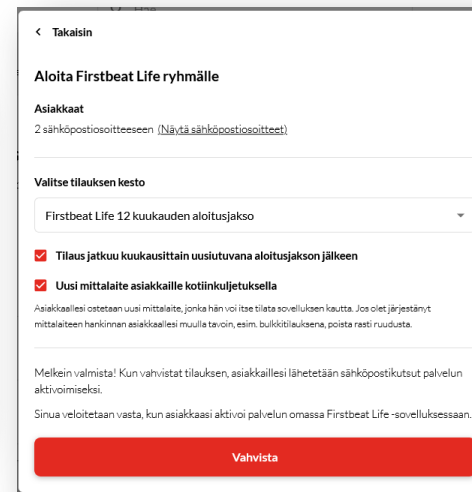 Takaisin
Aloita Firstbeat Life ryhmälle
Asiakkaat
2 sähköpostiosoitteeseen (Näytä sähköpostiosoitteet)
Valitse tilauksen kesto
Firstbeat Life 12 kuukauden aloitusjakso
Tilaus jatkuu kuukausittain uusiutuvana aloitusjakson jälkeen
Uusi mittalaite asiakkaille kotiinkuljetuksella
Asiakkaallesi ostetaan uusi mittalaite, jonka hän voi itse tilata sovelluksen kautta. Jos olet järjestänyt
mittalaiteen hankinnan asiakkaallesi muulla tavoin, esim. bulkkitilauksena, poista rasti ruudusta.
Melkein valmista! Kun vahvistat tilauksen, asiakkaillesi lähetetään sähköpostikutsut palvelun
aktivoimiseksi.
Sinua veloitetaan vasta, kun asiakkaasi aktivoi palvelun omassa Firstbeat Life -sovelluksessaan.
Vahvista